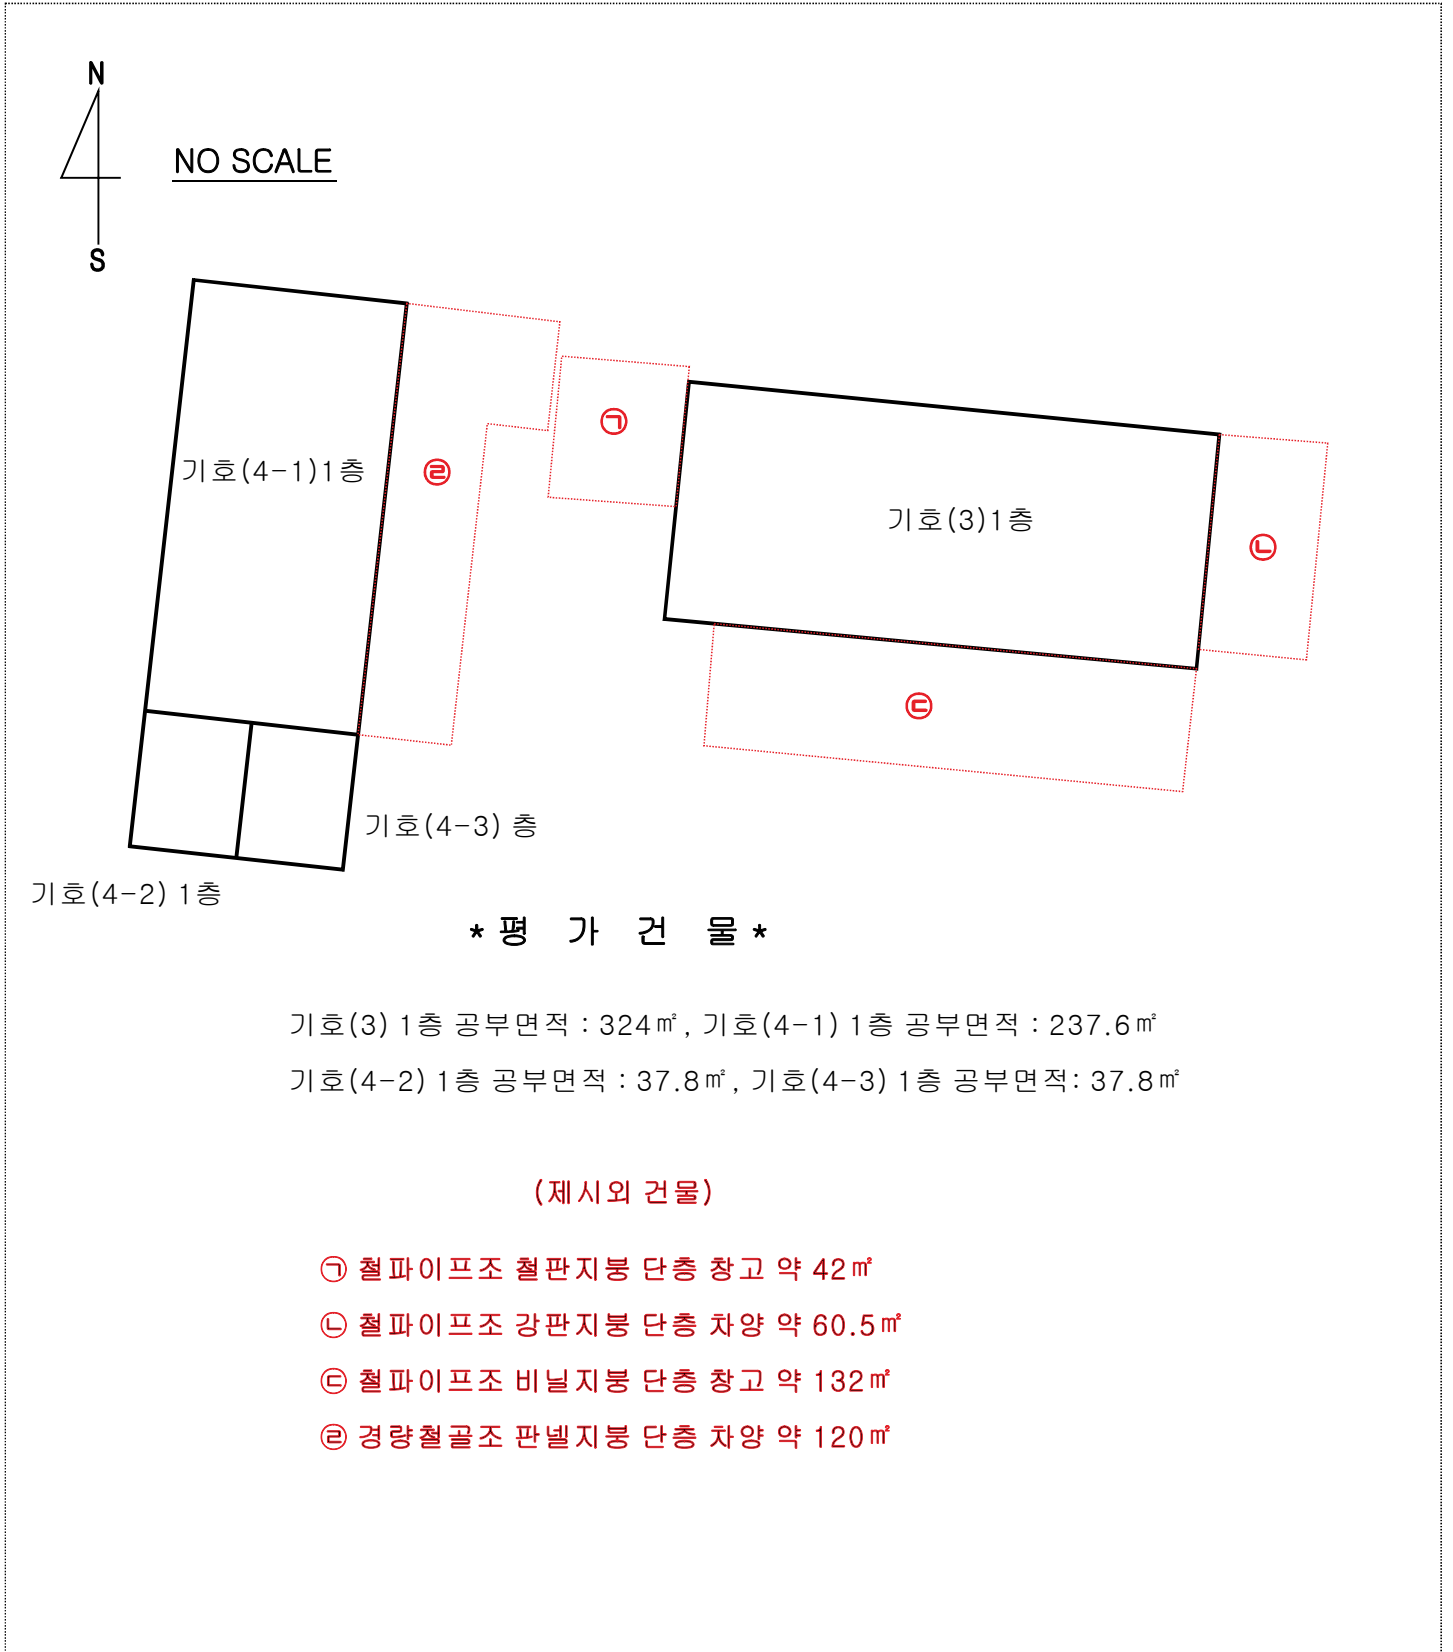 N
NO SCALE
S
기호(4-1)1층
㉣
㉠
기호(3)1층
㉡
㉢
기호(4-3) 층
기호(4-2) 1층
* 평 가 건 물 *
기호(3) 1층 공부면적 : 324㎡, 기호(4-1) 1층 공부면적 : 237.6㎡
기호(4-2) 1층 공부면적 : 37.8㎡, 기호(4-3) 1층 공부면적: 37.8㎡
(제시외 건물)
㉠ 철파이프조 철판지붕 단층 창고 약 42㎡
㉡ 철파이프조 강판지붕 단층 차양 약 60.5㎡
㉢ 철파이프조 비닐지붕 단층 창고 약 132㎡
㉣ 경량철골조 판넬지붕 단층 차양 약 120㎡